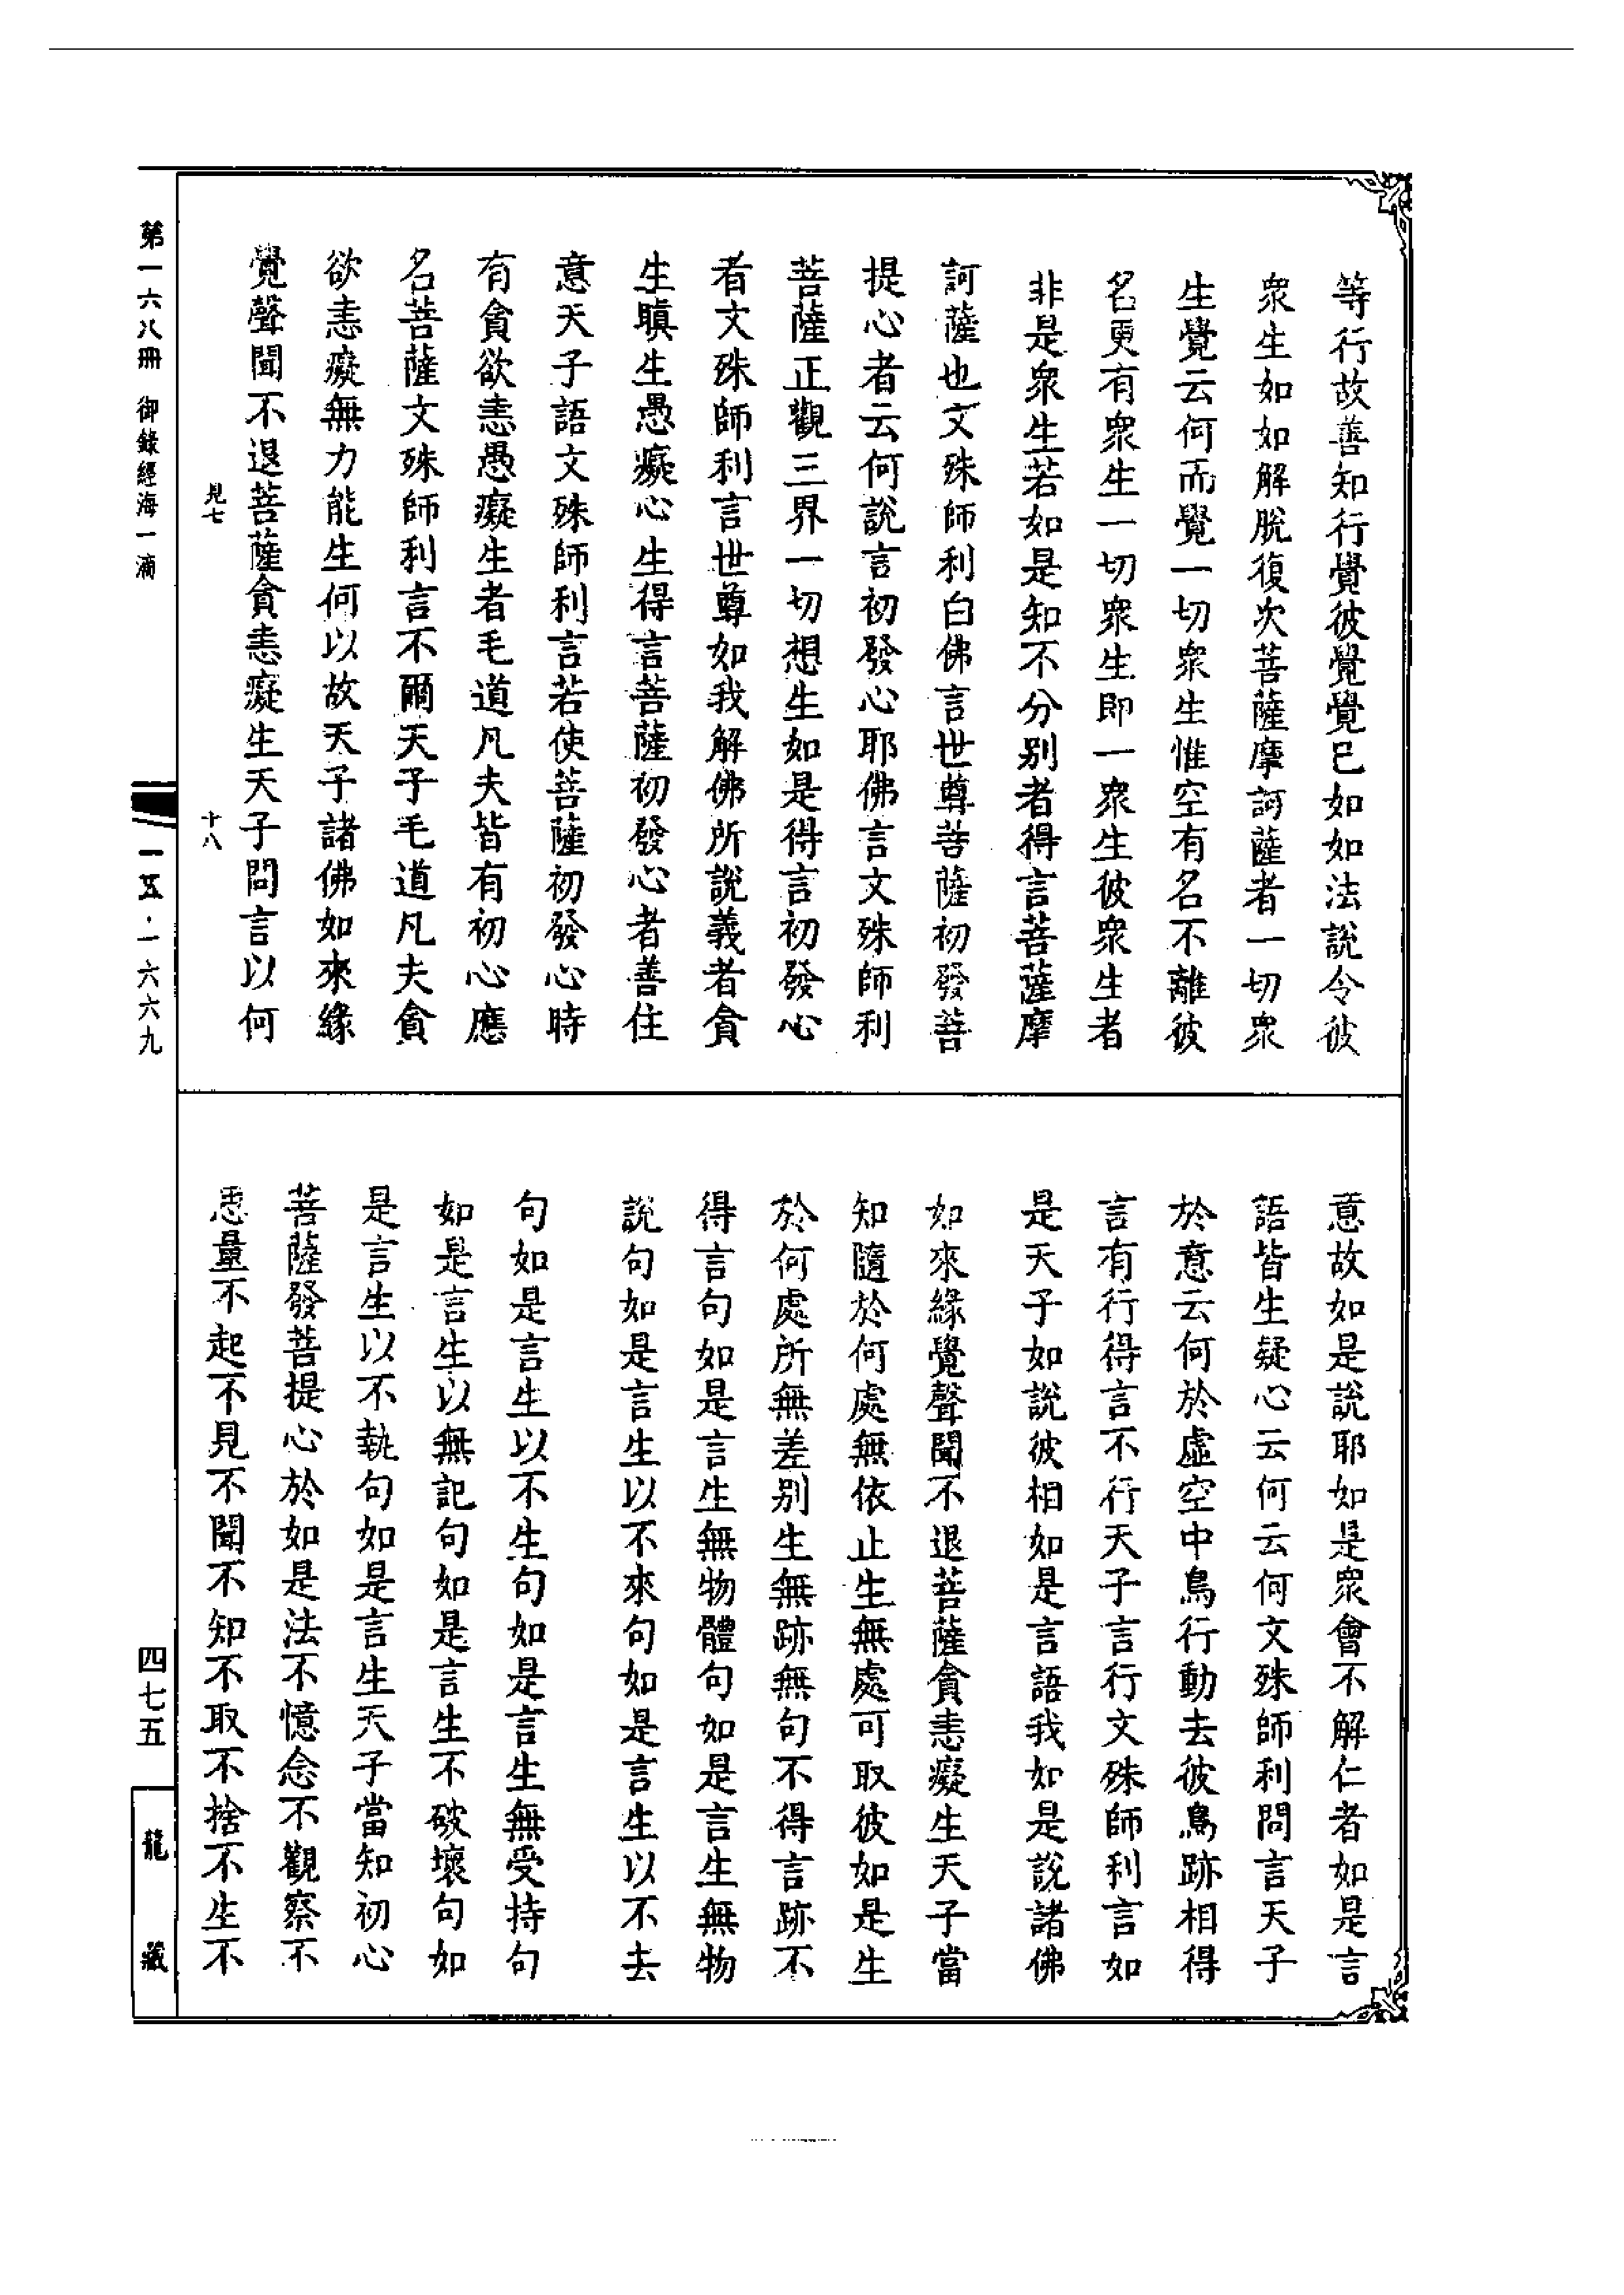 等行故善知行覺彼覺覺已如如法說令彼
衆生如如解脫復次菩薩摩訶薩者一切衆
生覺云何而覺一切衆生惟空有名不離彼
名更有衆生一切衆生即一衆生彼衆生者
非是衆生若如是知不分別者得言菩薩摩
訶薩也文殊師利白佛言世尊菩薩初發菩
提心者云何說言初發心耶佛言文殊師利
菩薩正觀三界一切想生如是得言初發心
者文殊師利言世尊如我解佛所說義者貪
生瞋生愚癡心生得言菩薩初發心者善住
意天子語文殊師利言若使菩薩初發心時
有貪欲恚愚癡生者毛道凡夫皆有初心應
名菩薩文殊師利言不爾天子毛道凡夫貪
欲恚癡無力能生何以故天子諸佛如來緣
覺聲聞不退菩薩貪恚癡生天子問言以何
見七
十八
意故如是說耶如是衆會不解仁者如是言
語皆生疑心云何云何文殊師利問言天子
於意云何於虛空中鳥行動去彼鳥跡相得
言有行得言不行天子言行文殊師利言如
是天子如說彼相如是言語我如是說諸佛
如來緣覺聲聞不退菩薩貪恚癡生天子當
知隨於何處無依止生無處可取彼如是生
於何處所無差別生無跡無句不得言跡不
得言句如是言生無物體句如是言生無物
說句如是言生以不來句如是言生以不去
句如是言生以不生句如是言生無受持句
如是言生以無記句如是言生不破壞句如
是言生以不執句如是言生天子當知初心
菩薩發菩提心於如是法不憶念不觀察不
思量不起不見不聞不知不取不捨不生不
第一六八冊 御錄經海一滴
一五·一六六九
四七五
龍藏